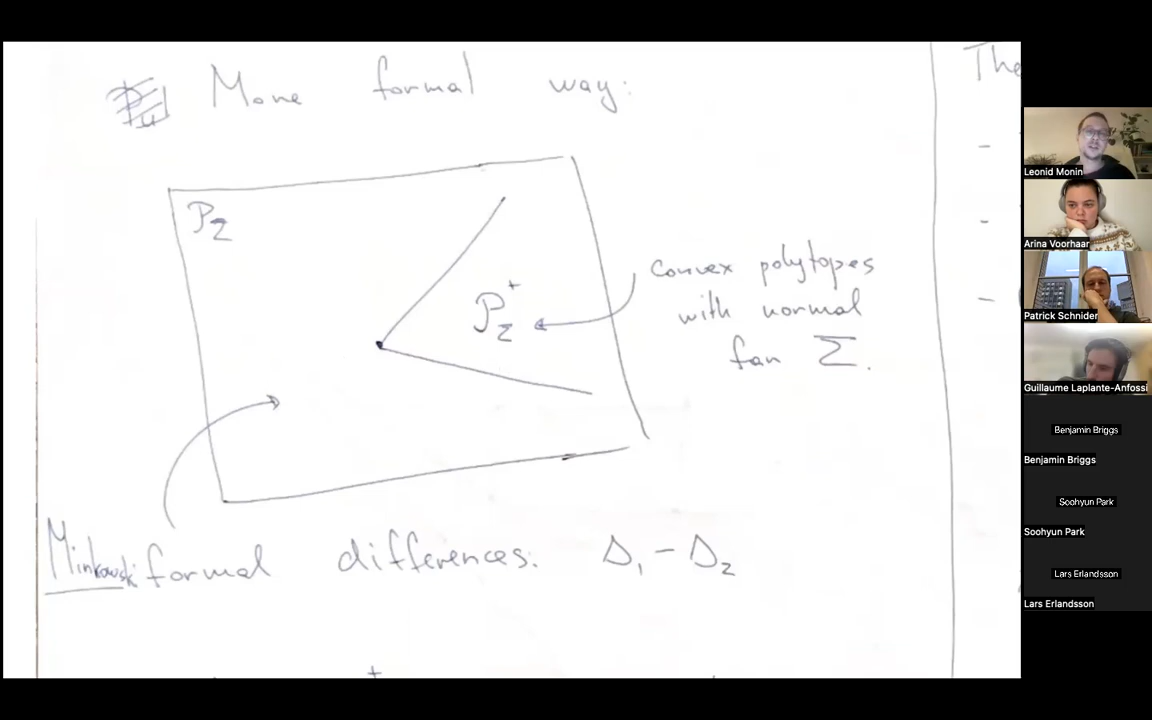 More formal way:
P_Σ
P_Σ^+
convex polytopes
with normal
fan Σ.
Minkowski formal differences: Δ₁ - Δ₂
+
The
-
-
-
Leonid Monin
Arina Voorhaar
Patrick Schnider
Guillaume Laplante-Anfossi
Benjamin Briggs
Benjamin Briggs
Soohyun Park
Soohyun Park
Lars Erlandsson
Lars Erlandsson